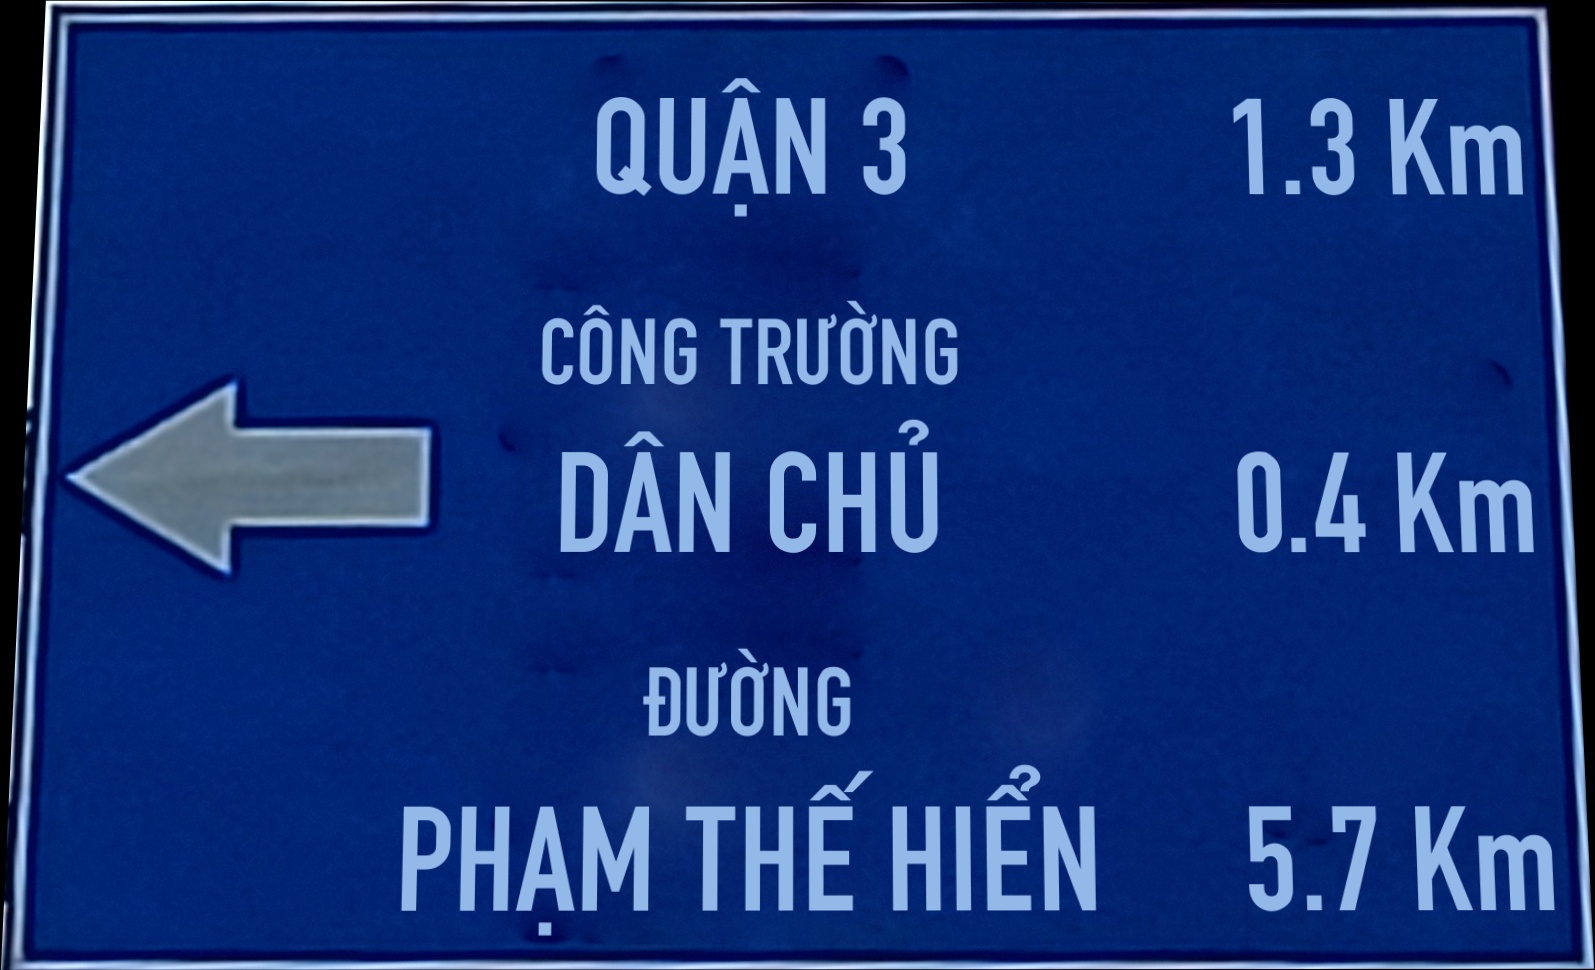 QUẬN 3 1.3 Km
CÔNG TRƯỜNG
DÂN CHỦ 0.4 Km
ĐƯỜNG
PHẠM THẾ HIỂN 5.7 Km